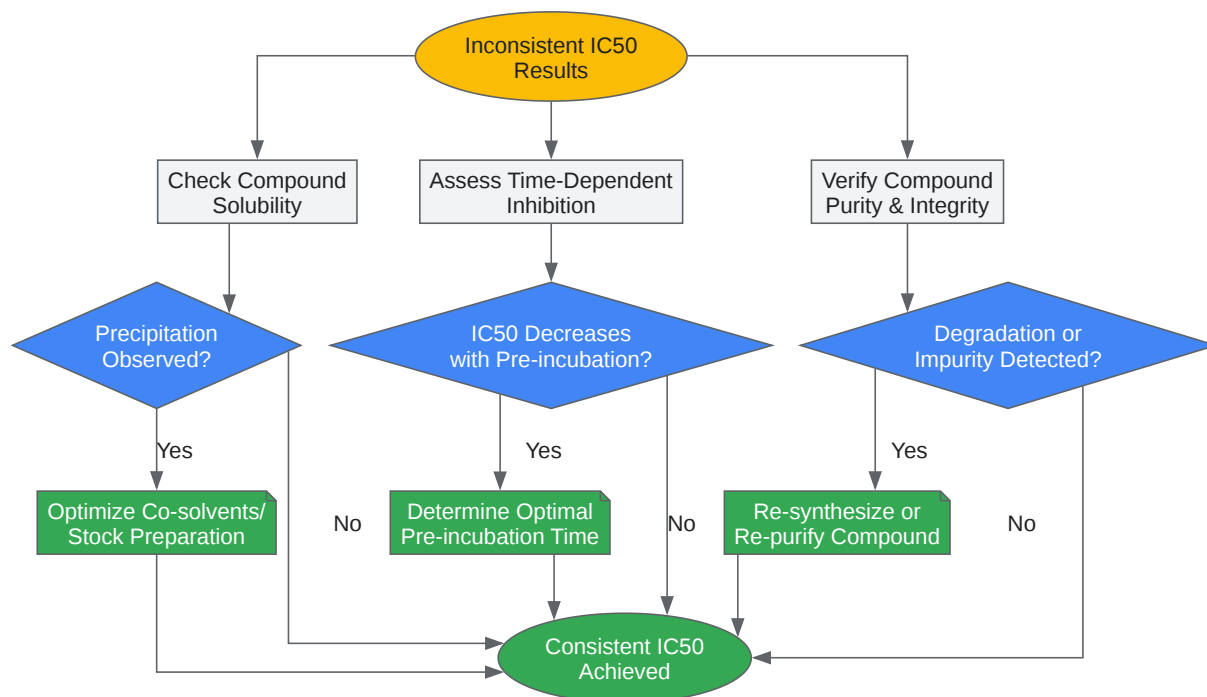 Inconsistent IC50
Results
Check Compound
Solubility
Assess Time-Dependent
Inhibition
Verify Compound
Purity & Integrity
Precipitation
Observed?
IC50 Decreases
with Pre-incubation?
Degradation or
Impurity Detected?
Yes
Yes
Yes
Optimize Co-solvents/
Stock Preparation
No
Determine Optimal
Pre-incubation Time
No
Re-synthesize or
Re-purify Compound
No
Consistent IC50
Achieved